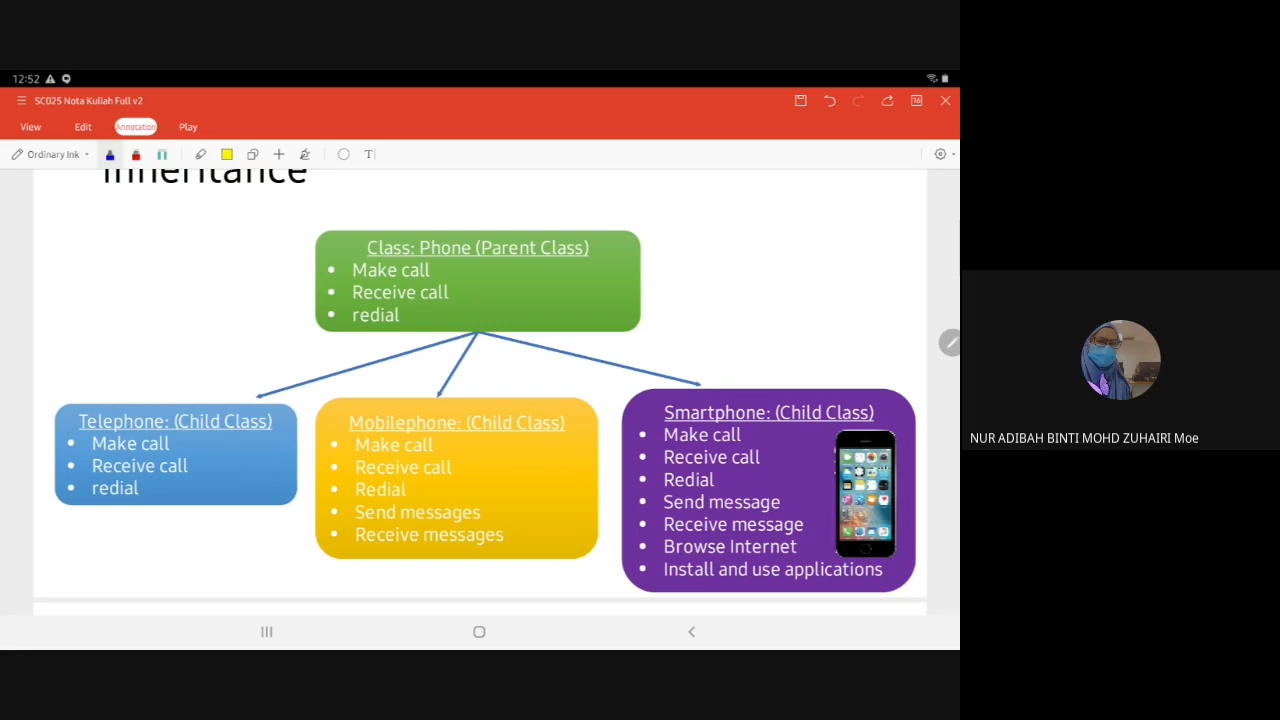 12:52
SC025 Nota Kuliah Full v2
16
View Edit Annotation Play
Ordinary Ink
T
Inheritance
Class: Phone (Parent Class)
• Make call
• Receive call
• redial
Telephone: (Child Class)
• Make call
• Receive call
• redial
Mobilephone: (Child Class)
• Make call
• Receive call
• Redial
• Send messages
• Receive messages
Smartphone: (Child Class)
• Make call
• Receive call
• Redial
• Send message
• Receive message
• Browse Internet
• Install and use applications
NUR ADIBAH BINTI MOHD ZUHAIRI Moe